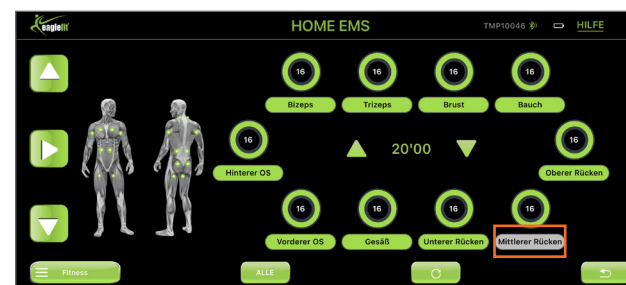 eaglefit
HOME EMS
TMP10046
HILFE
16
16
16
16
Bizeps
Trizeps
Brust
Bauch
16
20'00
16
Hinterer OS
Oberer Rücken
16
16
16
16
Vorderer OS
Gesäß
Unterer Rücken
Mittlerer Rücken
Fitness
ALLE